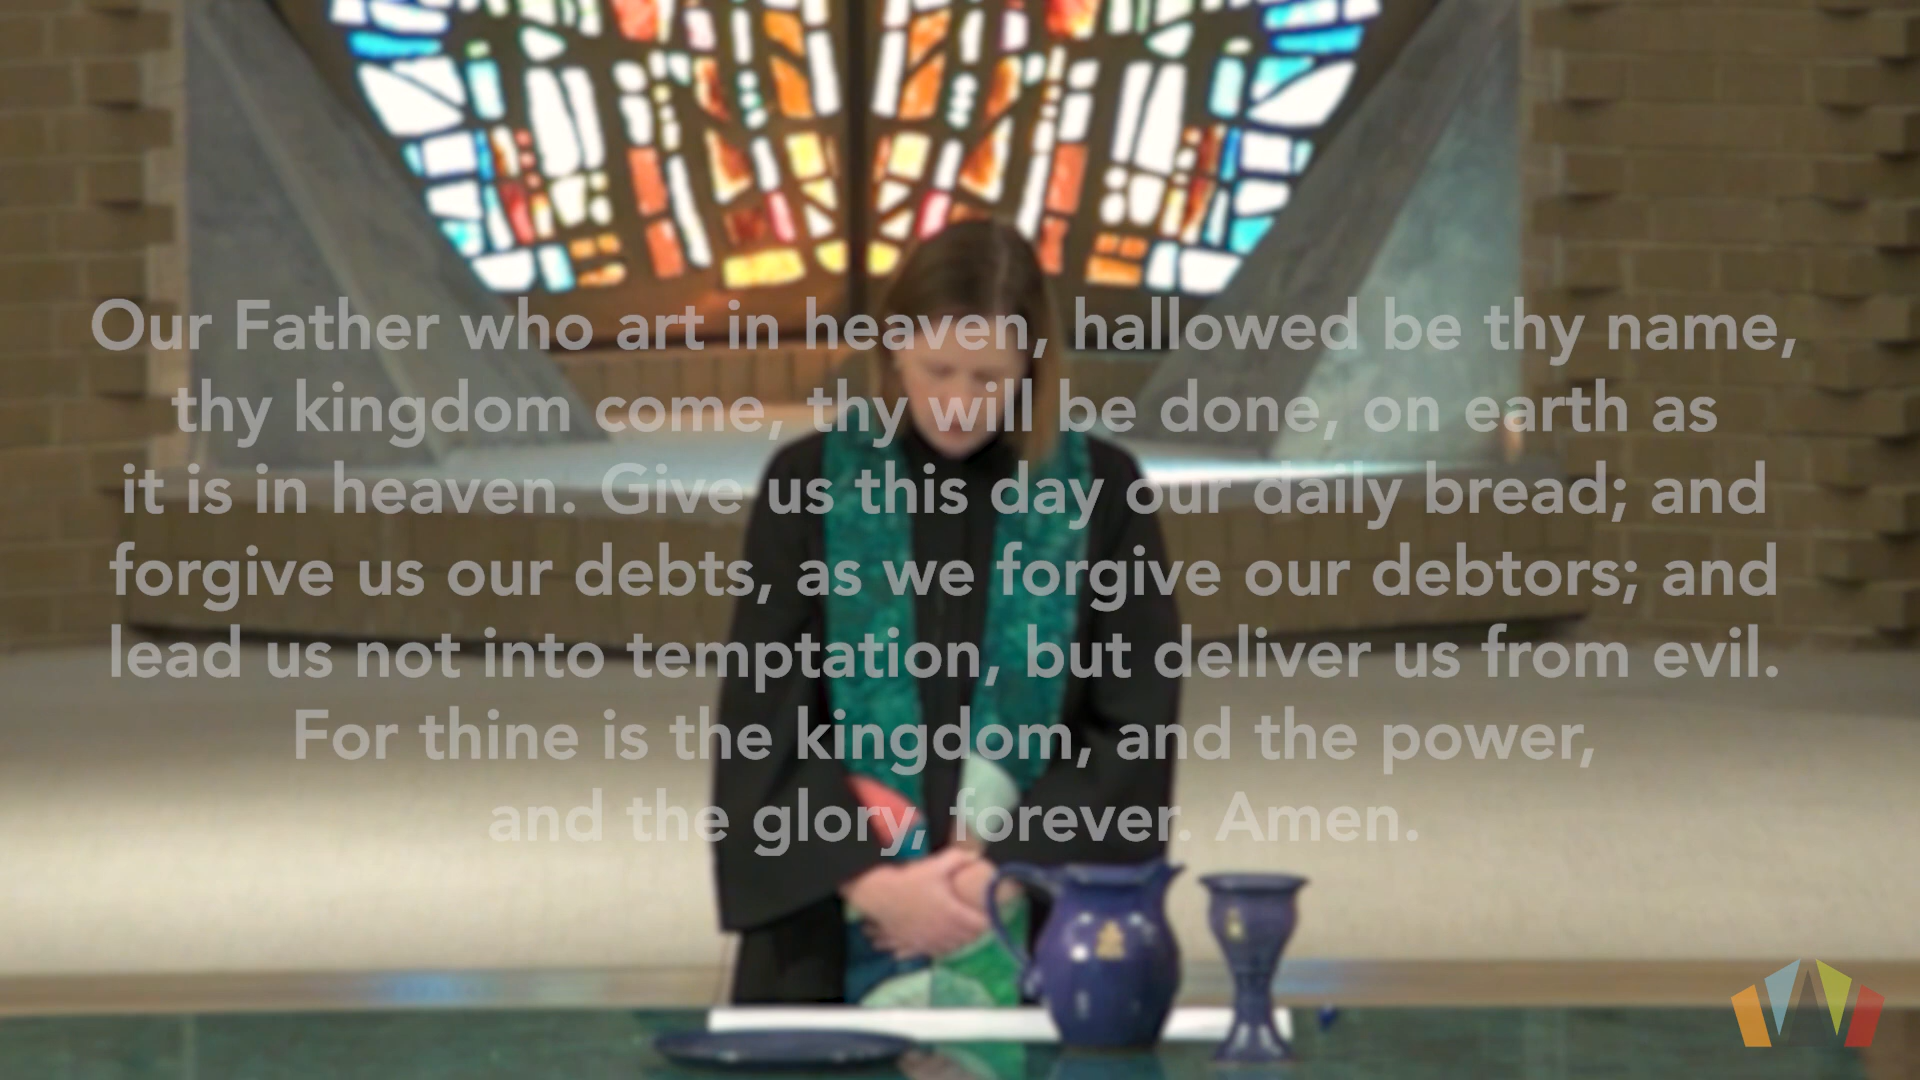 Our Father who art in heaven, hallowed be thy name,
thy kingdom come, thy will be done, on earth as
it is in heaven. Give us this day our daily bread; and
forgive us our debts, as we forgive our debtors; and
lead us not into temptation, but deliver us from evil.
For thine is the kingdom, and the power,
and the glory, forever. Amen.